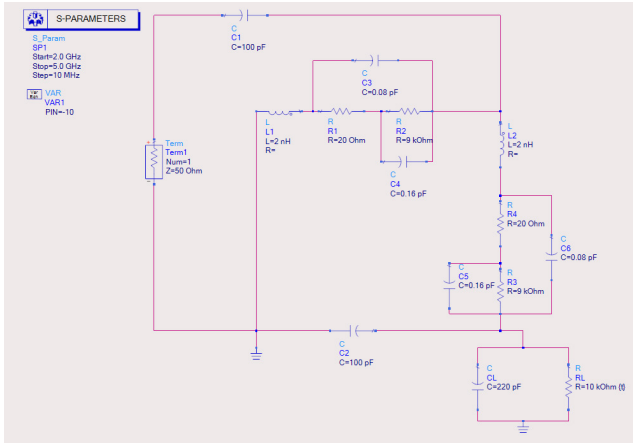 S-PARAMETERS
S_Param
SP1
Start=2.0 GHz
Stop=5.0 GHz
Step=10 MHz
Var
Eqn
VAR
VAR1
PIN=-10
C
C1
C=100 pF
C
C3
C=0.08 pF
L
L1
L=2 nH
R=
R
R1
R=20 Ohm
R
R2
R=9 kOhm
C
C4
C=0.16 pF
L
L2
L=2 nH
R=
Term
Term1
Num=1
Z=50 Ohm
R
R4
R=20 Ohm
C
C6
C=0.08 pF
C
C5
C=0.16 pF
R
R3
R=9 kOhm
C
C2
C=100 pF
C
CL
C=220 pF
R
RL
R=10 kOhm {t}